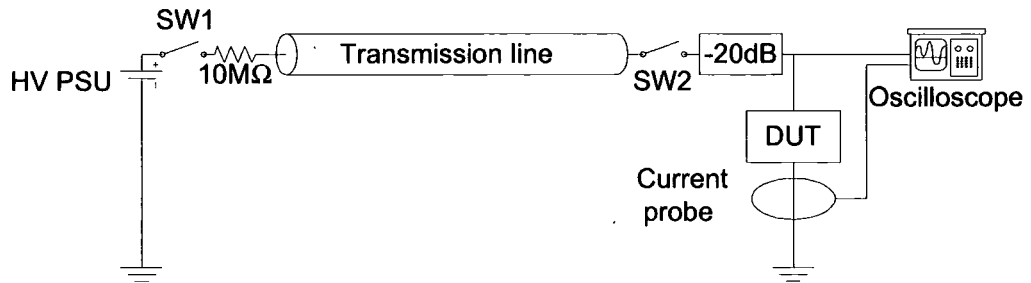 SW1
10MΩ
HV PSU
+
Transmission line
SW2
-20dB
Oscilloscope
DUT
Current
probe